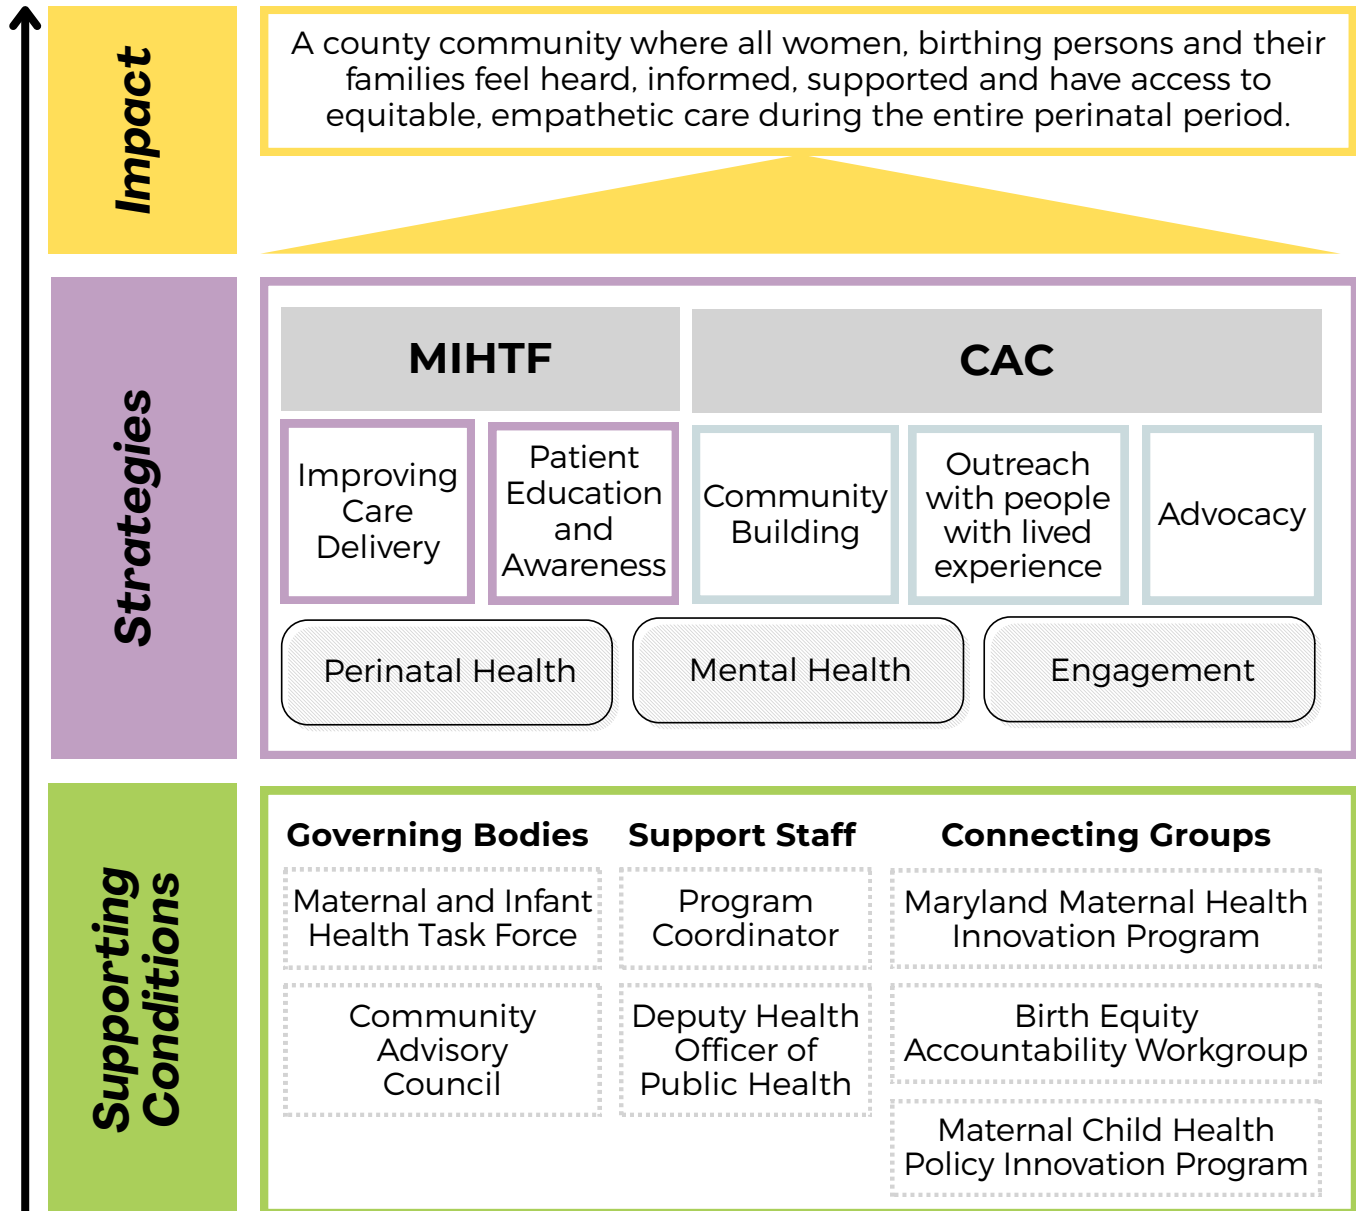 Impact
A county community where all women, birthing persons and their
families feel heard, informed, supported and have access to
equitable, empathetic care during the entire perinatal period.
Strategies
MIHTF
CAC
Improving
Care
Delivery
Patient
Education
and
Awareness
Community
Building
Outreach
with people
with lived
experience
Advocacy
Perinatal Health
Mental Health
Engagement
Supporting
Conditions
Governing Bodies
Maternal and Infant
Health Task Force
Community
Advisory
Council
Support Staff
Program
Coordinator
Deputy Health
Officer of
Public Health
Connecting Groups
Maryland Maternal Health
Innovation Program
Birth Equity
Accountability Workgroup
Maternal Child Health
Policy Innovation Program